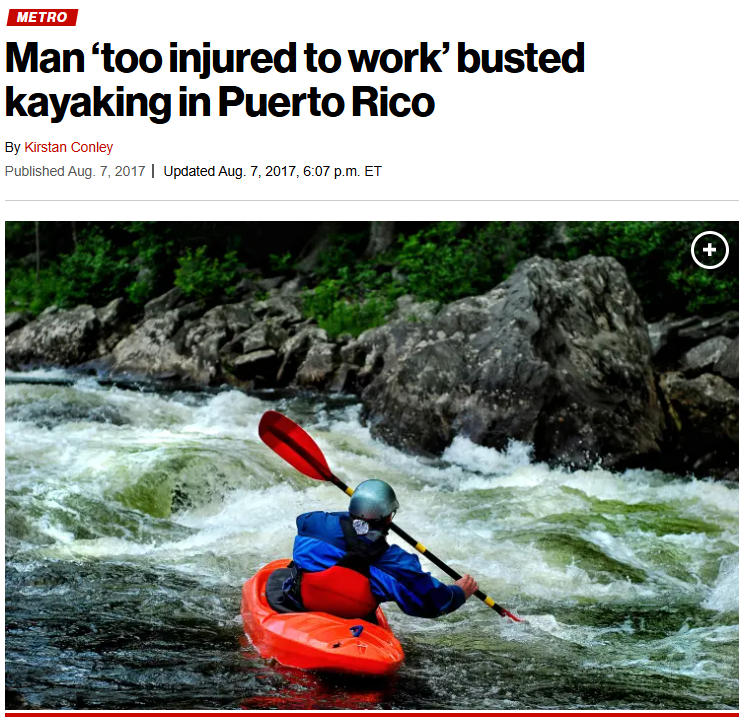 METRO
Man ‘too injured to work’ busted
kayaking in Puerto Rico
By Kirstan Conley
Published Aug. 7, 2017 | Updated Aug. 7, 2017, 6:07 p.m. ET